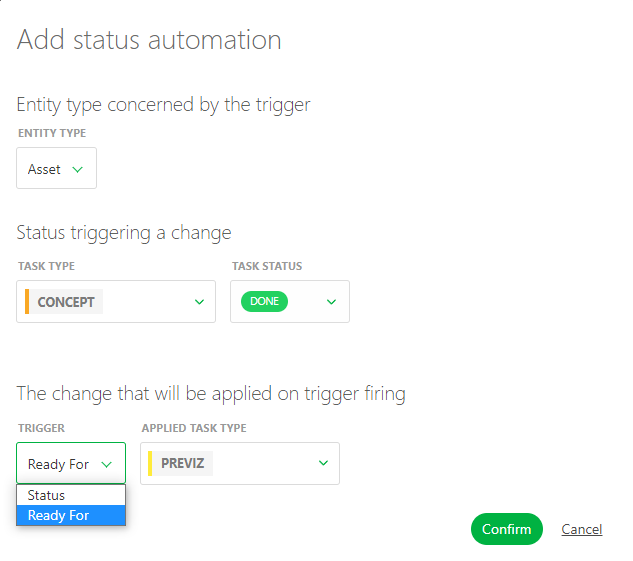 Add status automation
Entity type concerned by the trigger
ENTITY TYPE
Asset
Status triggering a change
TASK TYPE TASK STATUS
CONCEPT DONE
The change that will be applied on trigger firing
TRIGGER APPLIED TASK TYPE
Ready For PREVIZ
Status
Ready For
Confirm Cancel